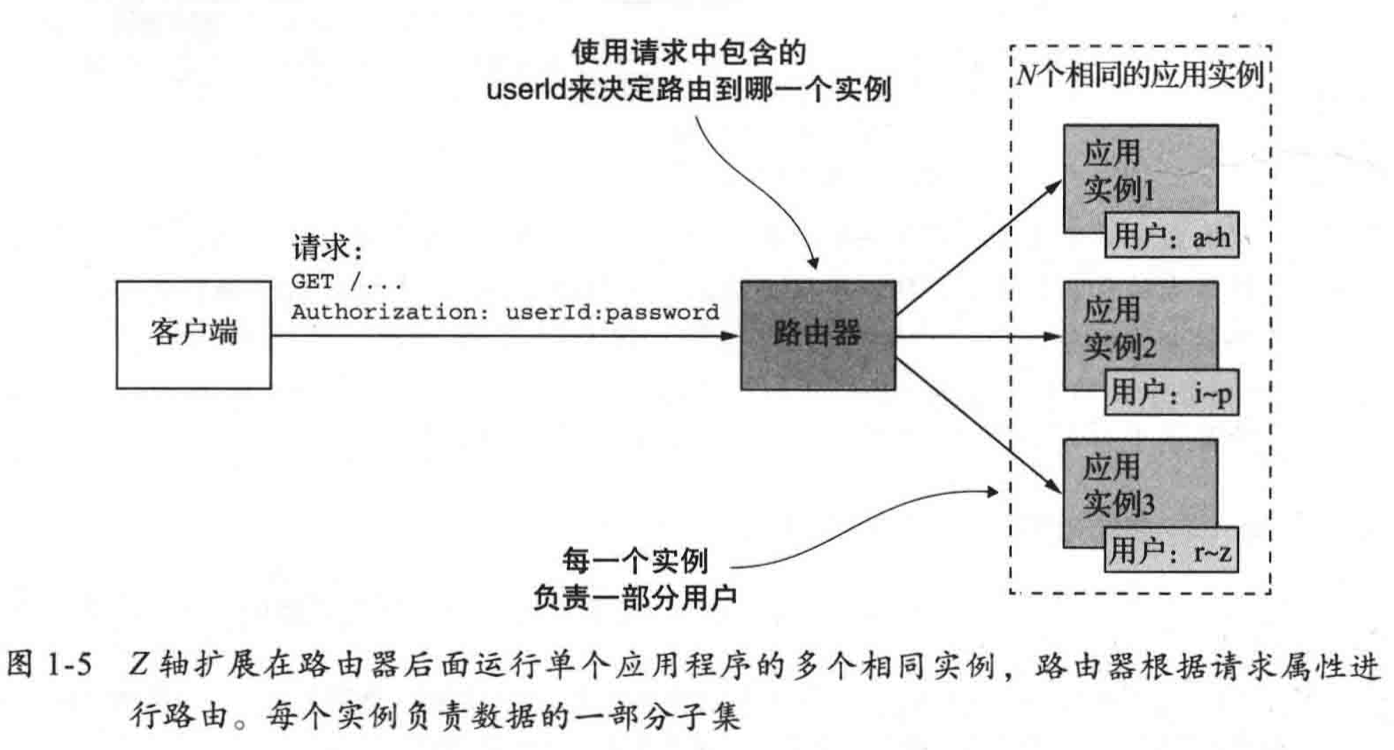 使用请求中包含的
userId来决定路由到哪一个实例
N个相同的应用实例
应用
实例1
用户：a~h
请求：
GET /...
Authorization: userId:password
客户端
路由器
应用
实例2
用户：i~p
应用
实例3
用户：r~z
每一个实例
负责一部分用户
图 1-5 Z 轴扩展在路由器后面运行单个应用程序的多个相同实例，路由器根据请求属性进
行路由。每个实例负责数据的一部分子集